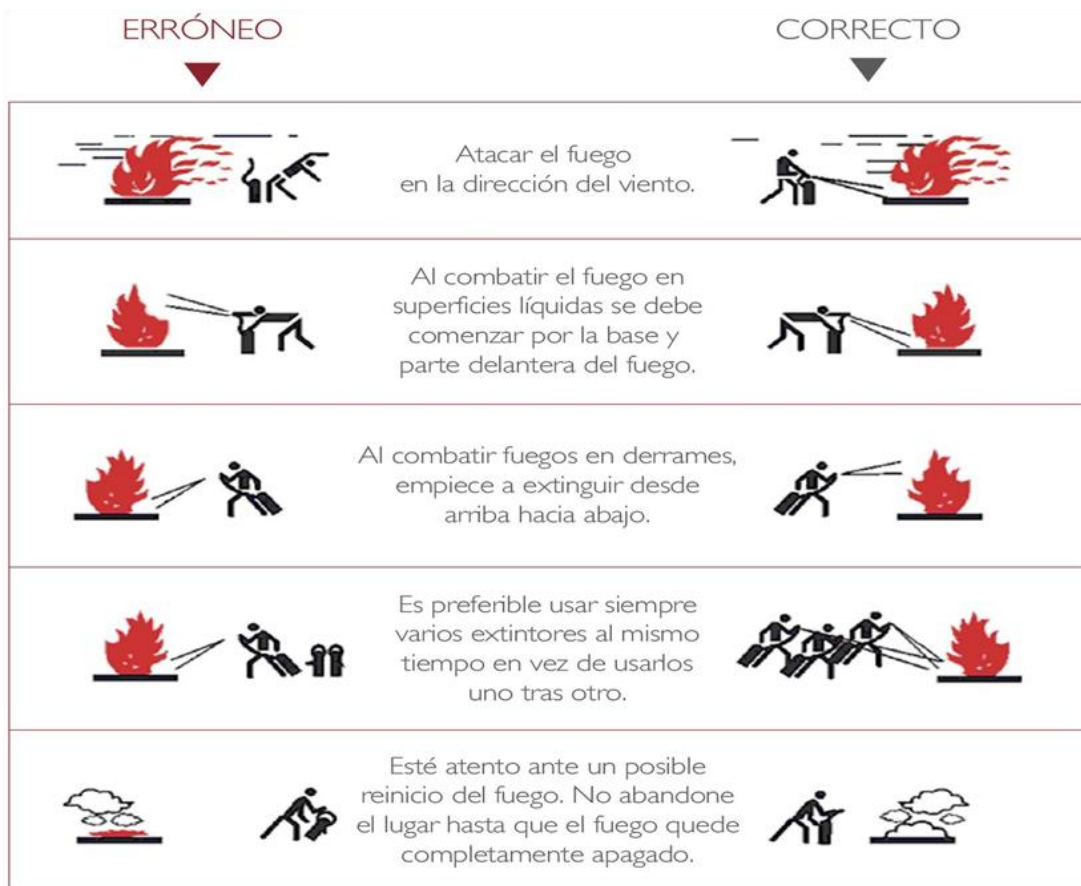 ERRÓNEO
CORRECTO
Atacar el fuego
en la dirección del viento.
Al combatir el fuego en
superficies líquidas se debe
comenzar por la base y
parte delantera del fuego.
Al combatir fuegos en derrames,
empiece a extinguir desde
arriba hacia abajo.
Es preferible usar siempre
varios extintores al mismo
tiempo en vez de usarlos
uno tras otro.
Esté atento ante un posible
reinicio del fuego. No abandone
el lugar hasta que el fuego quede
completamente apagado.